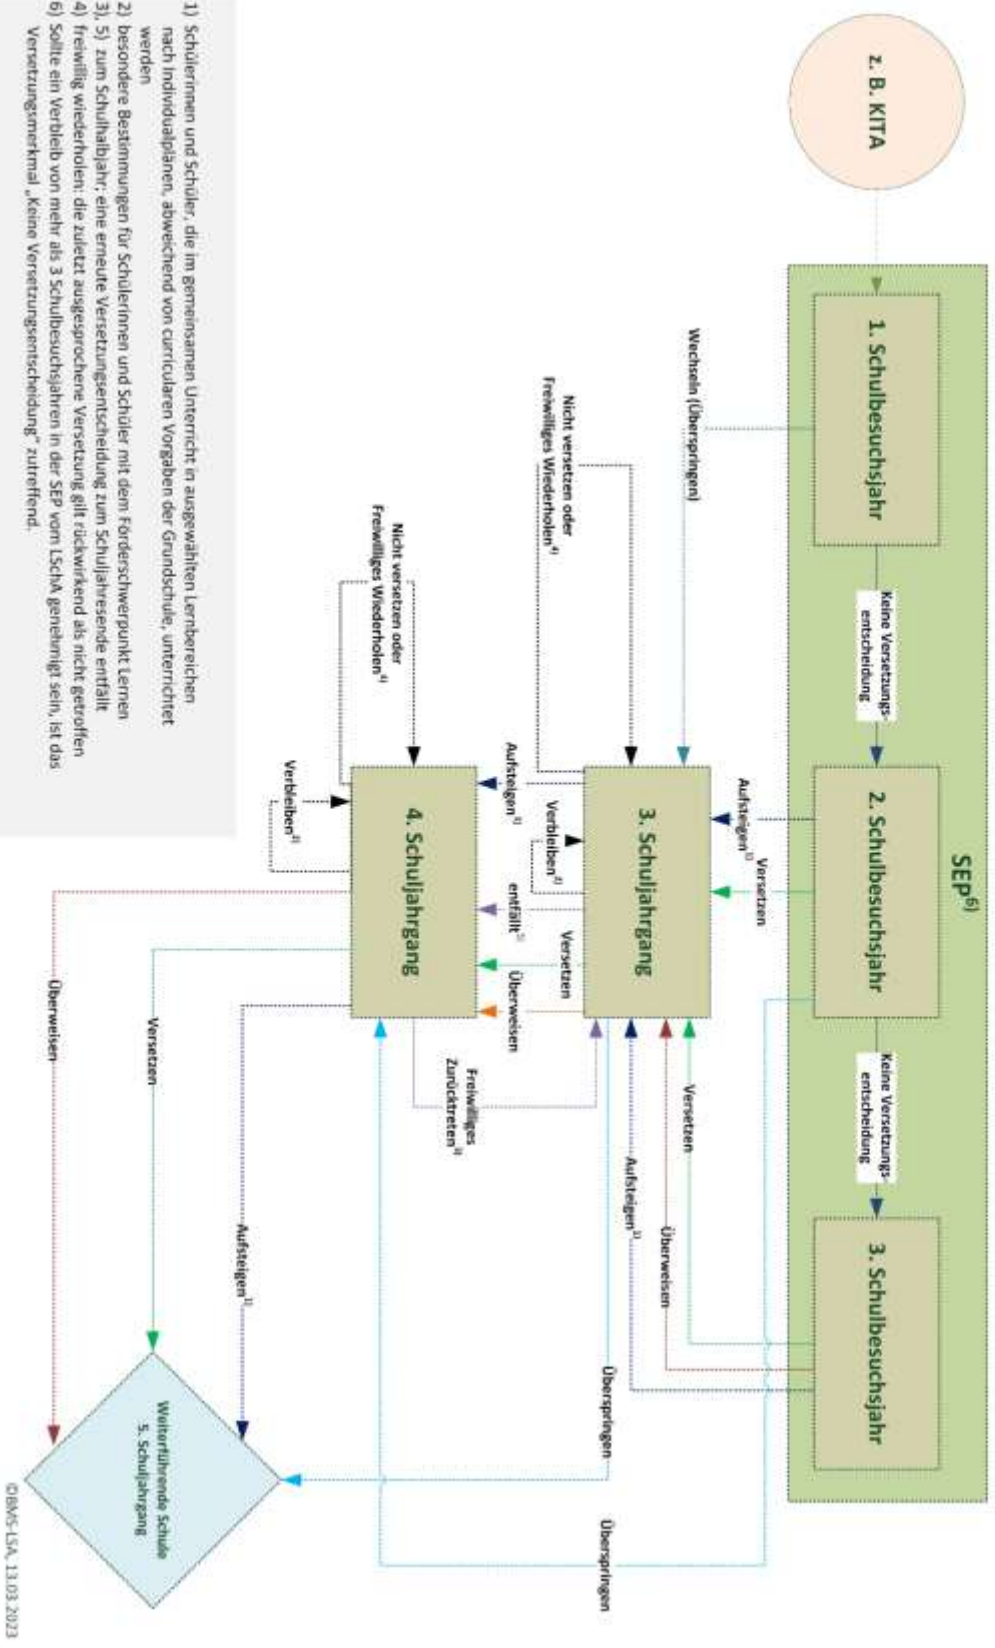 z. B. KITA
SEP⁶⁾
1. Schulbesuchsjahr
Keine Versetzungs-
entscheidung
2. Schulbesuchsjahr
Keine Versetzungs-
entscheidung
3. Schulbesuchsjahr
Wechseln (Überspringen)
Aufsteigen¹⁾
Versetzen
Nicht versetzen oder
Freiwilliges Wiederholen⁴⁾
3. Schuljahrgang
Verbleiben²⁾
Versetzen
Überweisen
Aufsteigen¹⁾
Überspringen
Überspringen
Nicht versetzen oder
Freiwilliges Wiederholen⁴⁾
Aufsteigen¹⁾
entfällt⁵⁾
Versetzen
Überweisen
Freiwilliges
Zurücktreten³⁾
4. Schuljahrgang
Verbleiben²⁾
Aufsteigen¹⁾
Versetzen
Überweisen
Weiterführende Schule
5. Schuljahrgang
1) Schülerinnen und Schüler, die im gemeinsamen Unterricht in ausgewählten Lernbereichen
nach Individualplänen, abweichend von curricularen Vorgaben der Grundschule, unterrichtet
werden
2) besondere Bestimmungen für Schülerinnen und Schüler mit dem Förderschwerpunkt Lernen
3), 5) zum Schulhalbjahr; eine erneute Versetzungsentscheidung zum Schuljahresende entfällt
4) freiwillig wiederholen: die zuletzt ausgesprochene Versetzung gilt rückwirkend als nicht getroffen
6) Sollte ein Verbleib von mehr als 3 Schulbesuchsjahren in der SEP vom LSchA genehmigt sein, ist das
Versetzungsmerkmal „Keine Versetzungsentscheidung" zutreffend.
©BMS-LSA, 13.03.2023